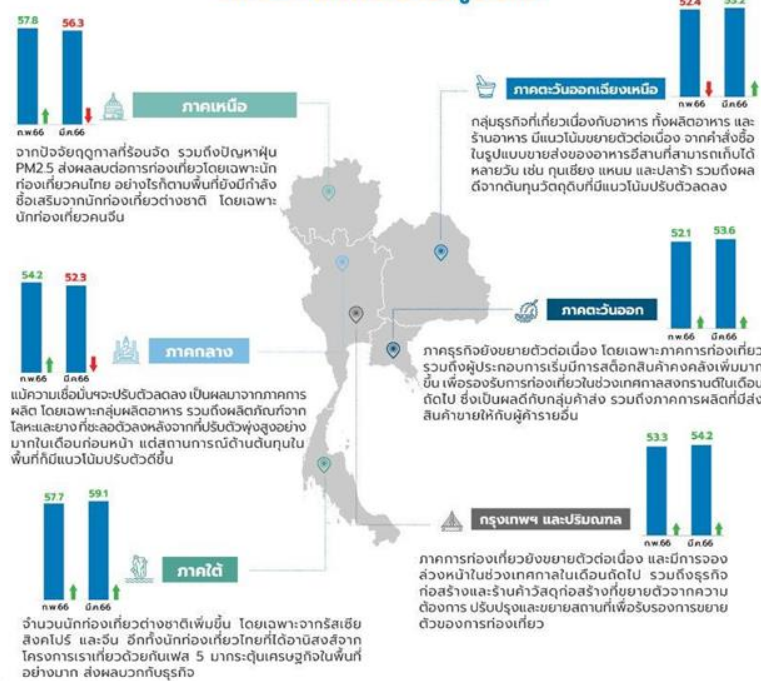 57.8
56.3
ก.พ.66
มี.ค.66
ภาคเหนือ
จากปัจจัยฤดูกาลที่ร้อนจัด รวมถึงปัญหาฝุ่น
PM2.5 ส่งผลลบต่อการท่องเที่ยวโดยเฉพาะนัก
ท่องเที่ยวคนไทย อย่างไรก็ตามพื้นที่ยังมีกำลัง
ซื้อเสริมจากนักท่องเที่ยวต่างชาติ โดยเฉพาะ
นักท่องเที่ยวคนจีน
52.4
ก.พ.66
มี.ค.66
ภาคตะวันออกเฉียงเหนือ
กลุ่มธุรกิจที่เกี่ยวเนื่องกับอาหาร ทั้งผลิตอาหาร และ
ร้านอาหาร มีแนวโน้มขยายตัวต่อเนื่อง จากคำสั่งซื้อ
ในรูปแบบขายส่งของอาหารอีสานที่สามารถเก็บได้
หลายวัน เช่น กุนเชียง แหนม และปลาร้า รวมถึงผล
ดีจากต้นทุนวัตถุดิบที่มีแนวโน้มปรับตัวลดลง
54.2
52.3
ก.พ.66
มี.ค.66
ภาคกลาง
แม้ความเชื่อมั่นฯจะปรับตัวลดลง เป็นผลมาจากภาคการ
ผลิต โดยเฉพาะกลุ่มผลิตอาหาร รวมถึงผลิตภัณฑ์จาก
โลหะและยาง ที่ชะลอตัวลงหลังจากที่ปรับตัวพุ่งสูงอย่าง
มากในเดือนก่อนหน้า แต่สถานการณ์ด้านต้นทุนใน
พื้นที่ก็มีแนวโน้มปรับตัวดีขึ้น
52.1
53.6
ก.พ.66
มี.ค.66
ภาคตะวันออก
ภาคธุรกิจยังขยายตัวต่อเนื่อง โดยเฉพาะภาคการท่องเที่ยว
รวมถึงผู้ประกอบการเริ่มมีการสต็อกสินค้าคงคลังเพิ่มมาก
ขึ้น เพื่อรองรับการท่องเที่ยวในช่วงเทศกาลสงกรานต์ในเดือน
ถัดไป ซึ่งเป็นผลดีกับกลุ่มค้าส่ง รวมถึงภาคการผลิตที่มีส่ง
สินค้าขายให้กับผู้ค้ารายอื่น
57.7
59.1
ก.พ.66
มี.ค.66
ภาคใต้
จำนวนนักท่องเที่ยวต่างชาติเพิ่มขึ้น โดยเฉพาะจากรัสเซีย
สิงคโปร์ และจีน อีกทั้งนักท่องเที่ยวไทยที่ได้อานิสงส์จาก
โครงการเราเที่ยวด้วยกันเฟส 5 มากระตุ้นเศรษฐกิจในพื้นที่
อย่างมาก ส่งผลบวกกับธุรกิจ
53.3
54.2
ก.พ.66
มี.ค.66
กรุงเทพฯ และปริมณฑล
ภาคการท่องเที่ยวยังขยายตัวต่อเนื่อง และมีการจอง
ล่วงหน้าในช่วงเทศกาลในเดือนถัดไป รวมถึงธุรกิจ
ก่อสร้างและร้านค้าวัสดุก่อสร้างที่ขยายตัวจากความ
ต้องการ ปรับปรุงและขยายสถานที่เพื่อรับรองการขยาย
ตัวของการท่องเที่ยว